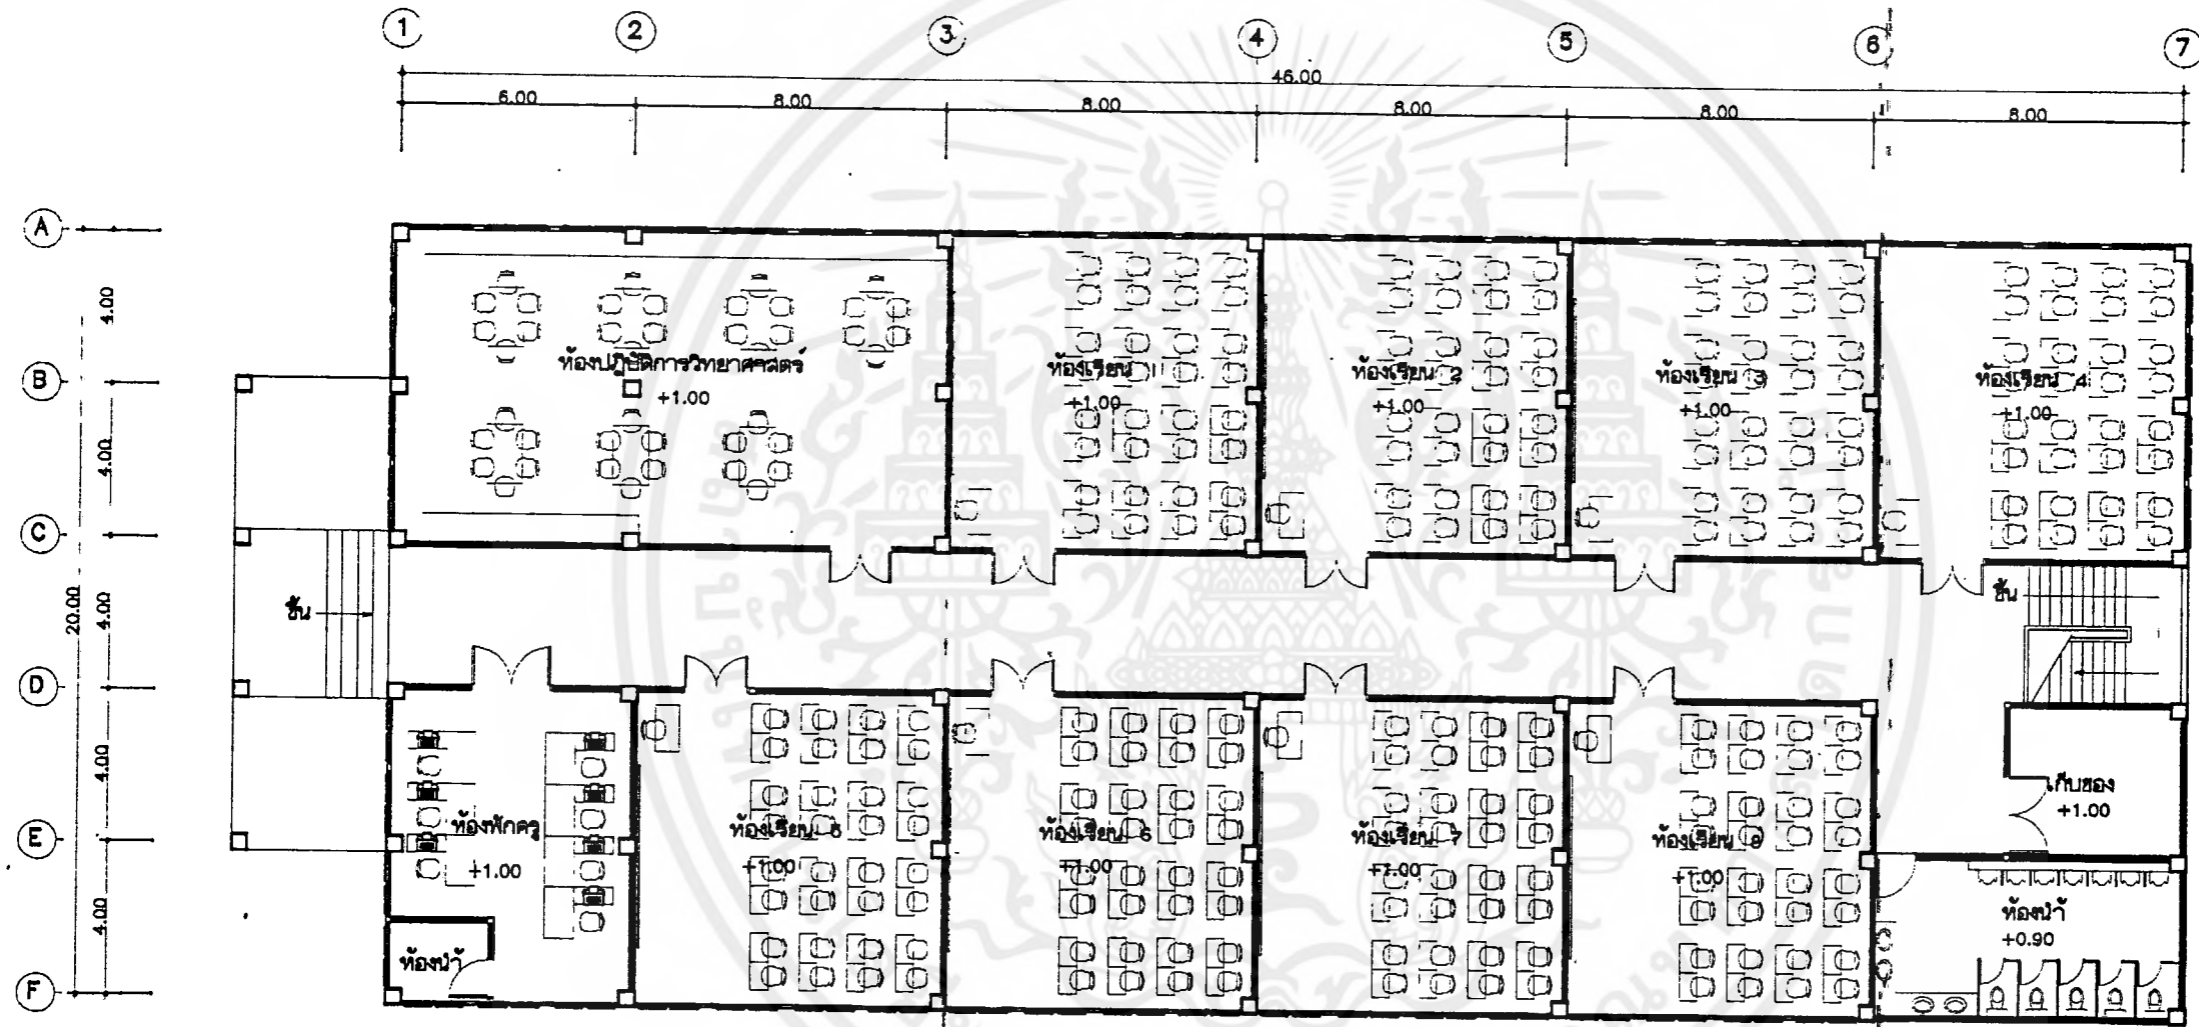 1 2 3 4 5 6 7
46.00
6.00 8.00 8.00 8.00 8.00 8.00
A
4.00
B
4.00
C
20.00
4.00
D
4.00
E
4.00
F
ห้องปฏิบัติการวิทยาศาสตร์
+1.00
ห้องเรียน 1
+1.00
ห้องเรียน 2
+1.00
ห้องเรียน 3
+1.00
ห้องเรียน 4
+1.00
ขึ้น
ขึ้น
ห้องพักครู
+1.00
ห้องน้ำ
ห้องเรียน 5
+1.00
ห้องเรียน 6
+1.00
ห้องเรียน 7
+1.00
ห้องเรียน 8
+1.00
เก็บของ
+1.00
ห้องน้ำ
+0.90